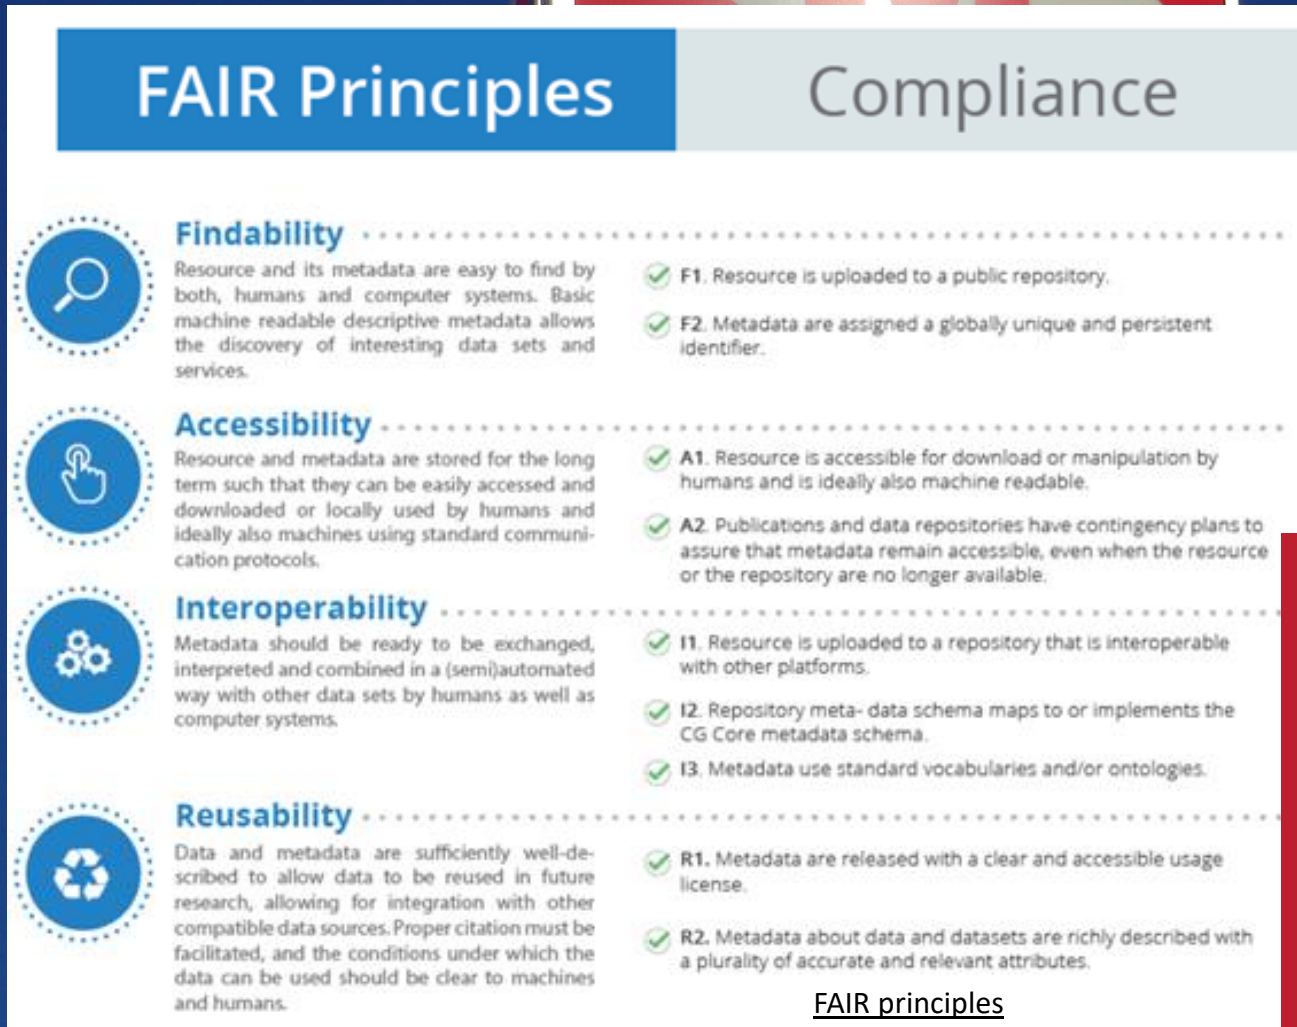 FAIR Principles
Compliance
Findability
Resource and its metadata are easy to find by
both, humans and computer systems. Basic
machine readable descriptive metadata allows
the discovery of interesting data sets and
services.
F1. Resource is uploaded to a public repository.
F2. Metadata are assigned a globally unique and persistent
identifier.
Accessibility
Resource and metadata are stored for the long
term such that they can be easily accessed and
downloaded or locally used by humans and
ideally also machines using standard communi-
cation protocols.
A1. Resource is accessible for download or manipulation by
humans and is ideally also machine readable.
A2. Publications and data repositories have contingency plans to
assure that metadata remain accessible, even when the resource
or the repository are no longer available.
Interoperability
Metadata should be ready to be exchanged,
interpreted and combined in a (semi)automated
way with other data sets by humans as well as
computer systems.
I1. Resource is uploaded to a repository that is interoperable
with other platforms.
I2. Repository meta- data schema maps to or implements the
CG Core metadata schema.
I3. Metadata use standard vocabularies and/or ontologies.
Reusability
Data and metadata are sufficiently well-de-
scribed to allow data to be reused in future
research, allowing for integration with other
compatible data sources. Proper citation must be
facilitated, and the conditions under which the
data can be used should be clear to machines
and humans.
R1. Metadata are released with a clear and accessible usage
license.
R2. Metadata about data and datasets are richly described with
a plurality of accurate and relevant attributes.
FAIR principles